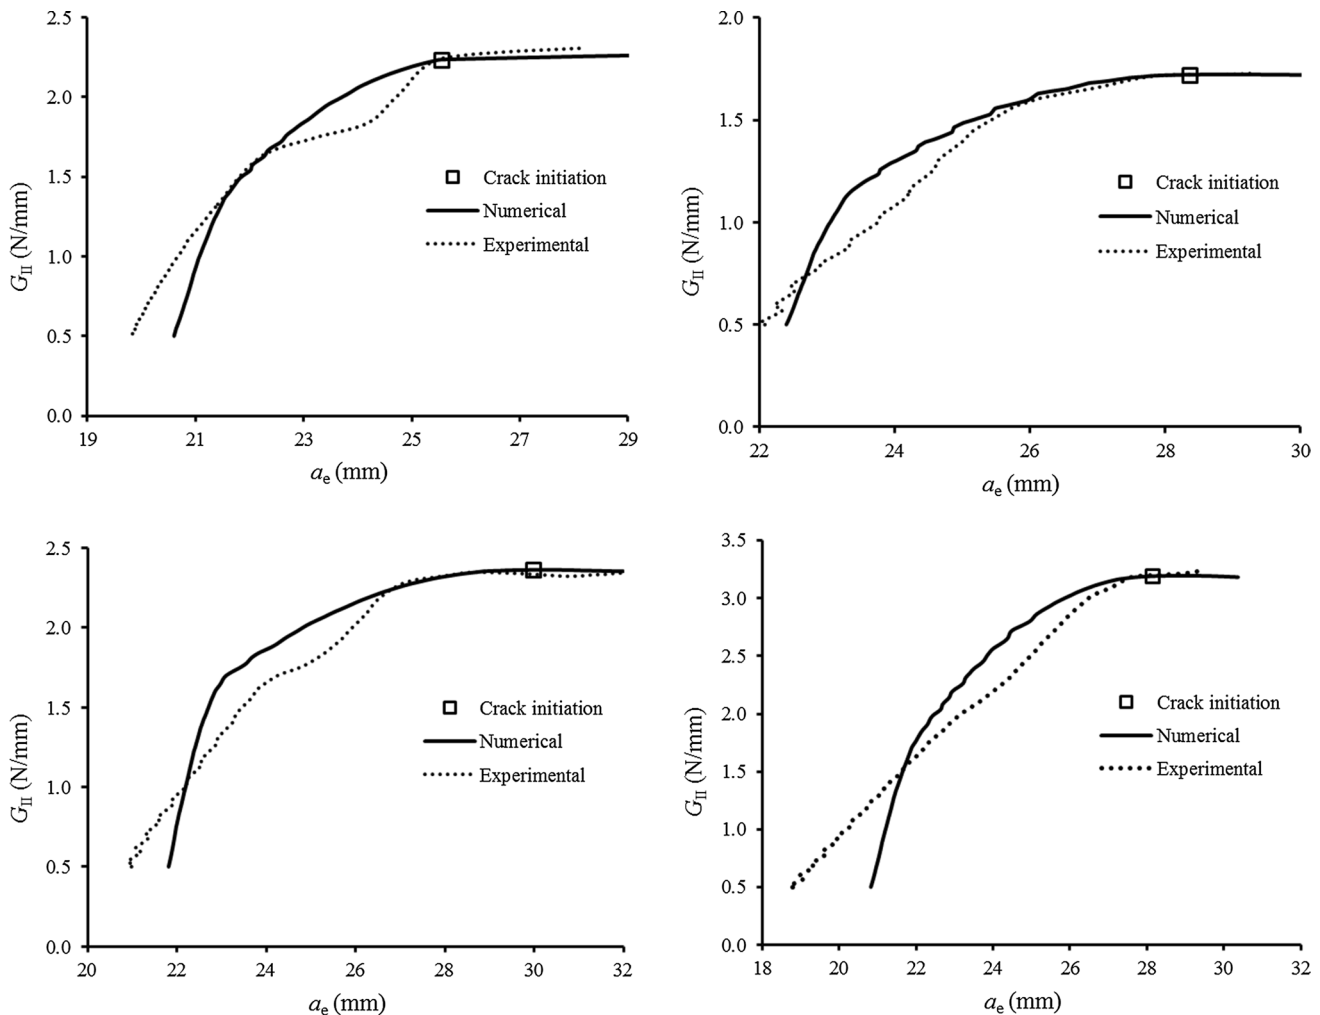 2.5
2.0
1.5
1.0
0.5
0.0
G_II (N/mm)
Crack initiation
Numerical
Experimental
19 21 23 25 27 29
a_e (mm)
2.0
1.5
1.0
0.5
0.0
G_II (N/mm)
Crack initiation
Numerical
Experimental
22 24 26 28 30
a_e (mm)
2.5
2.0
1.5
1.0
0.5
0.0
G_II (N/mm)
Crack initiation
Numerical
Experimental
20 22 24 26 28 30 32
a_e (mm)
3.5
3.0
2.5
2.0
1.5
1.0
0.5
0.0
G_II (N/mm)
Crack initiation
Numerical
Experimental
18 20 22 24 26 28 30 32
a_e (mm)